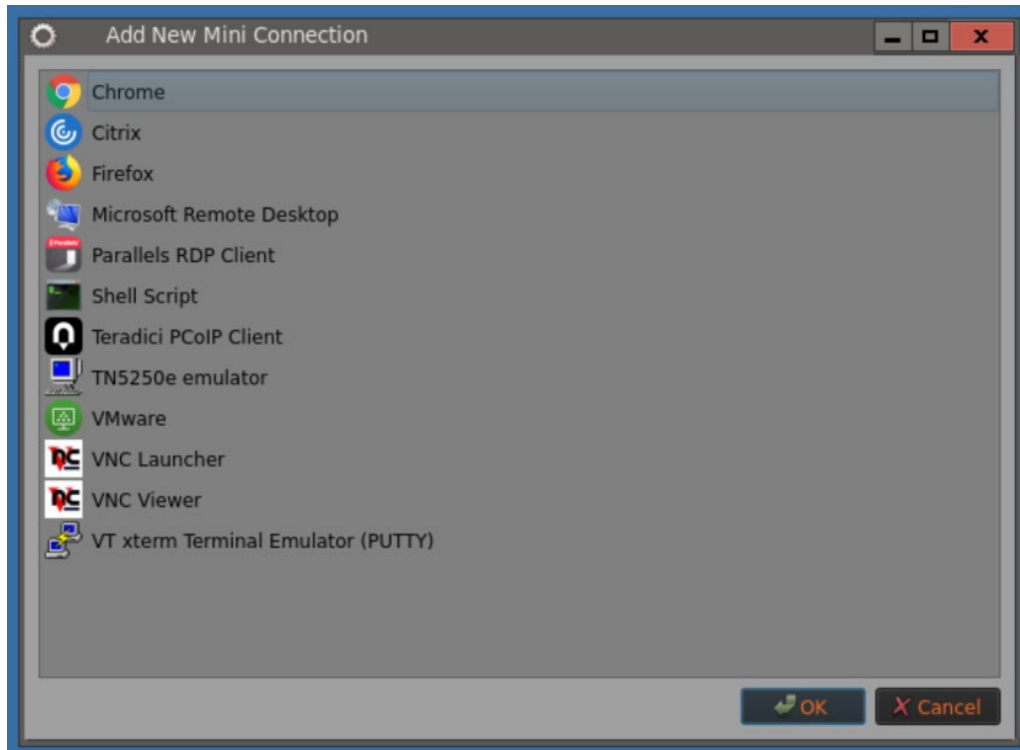 Add New Mini Connection
Chrome
Citrix
Firefox
Microsoft Remote Desktop
Parallels RDP Client
Shell Script
Teradici PCoIP Client
TN5250e emulator
VMware
VNC Launcher
VNC Viewer
VT xterm Terminal Emulator (PUTTY)
OK
Cancel